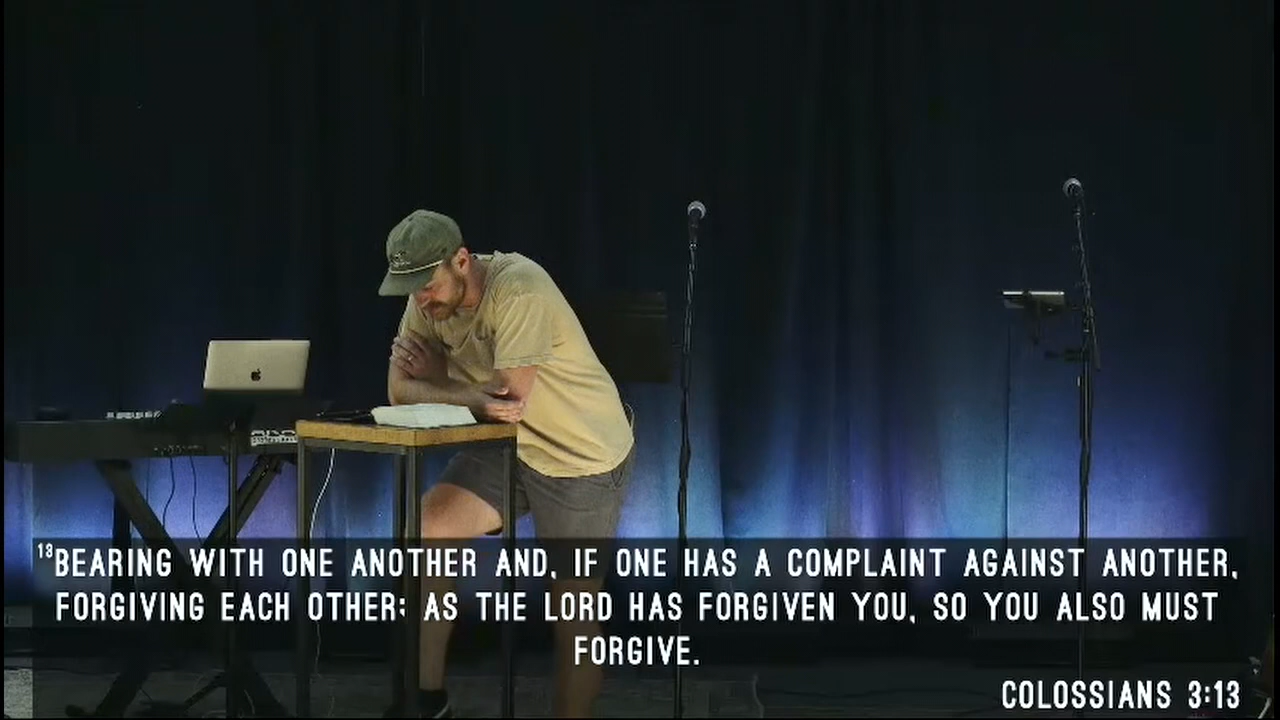 13BEARING WITH ONE ANOTHER AND, IF ONE HAS A COMPLAINT AGAINST ANOTHER,
FORGIVING EACH OTHER; AS THE LORD HAS FORGIVEN YOU, SO YOU ALSO MUST
FORGIVE.
COLOSSIANS 3:13